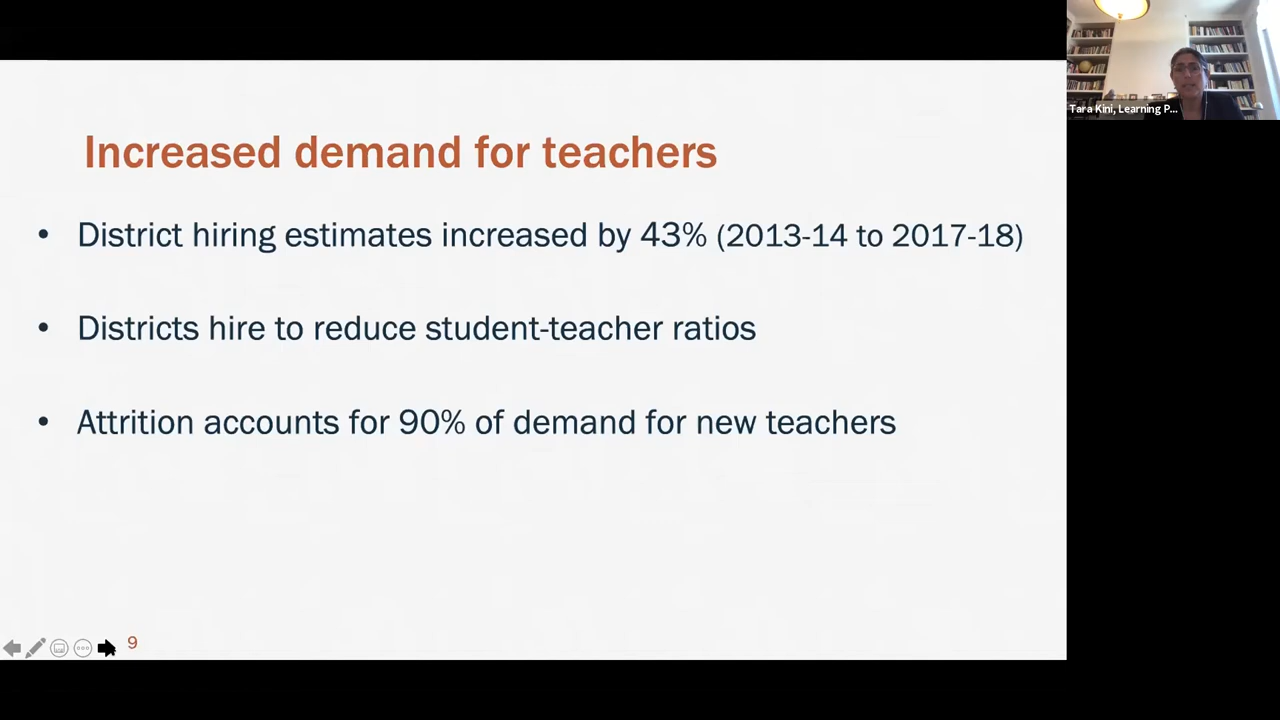 Tara Kini, Learning P...
Increased demand for teachers
• District hiring estimates increased by 43% (2013-14 to 2017-18)
• Districts hire to reduce student-teacher ratios
• Attrition accounts for 90% of demand for new teachers
9